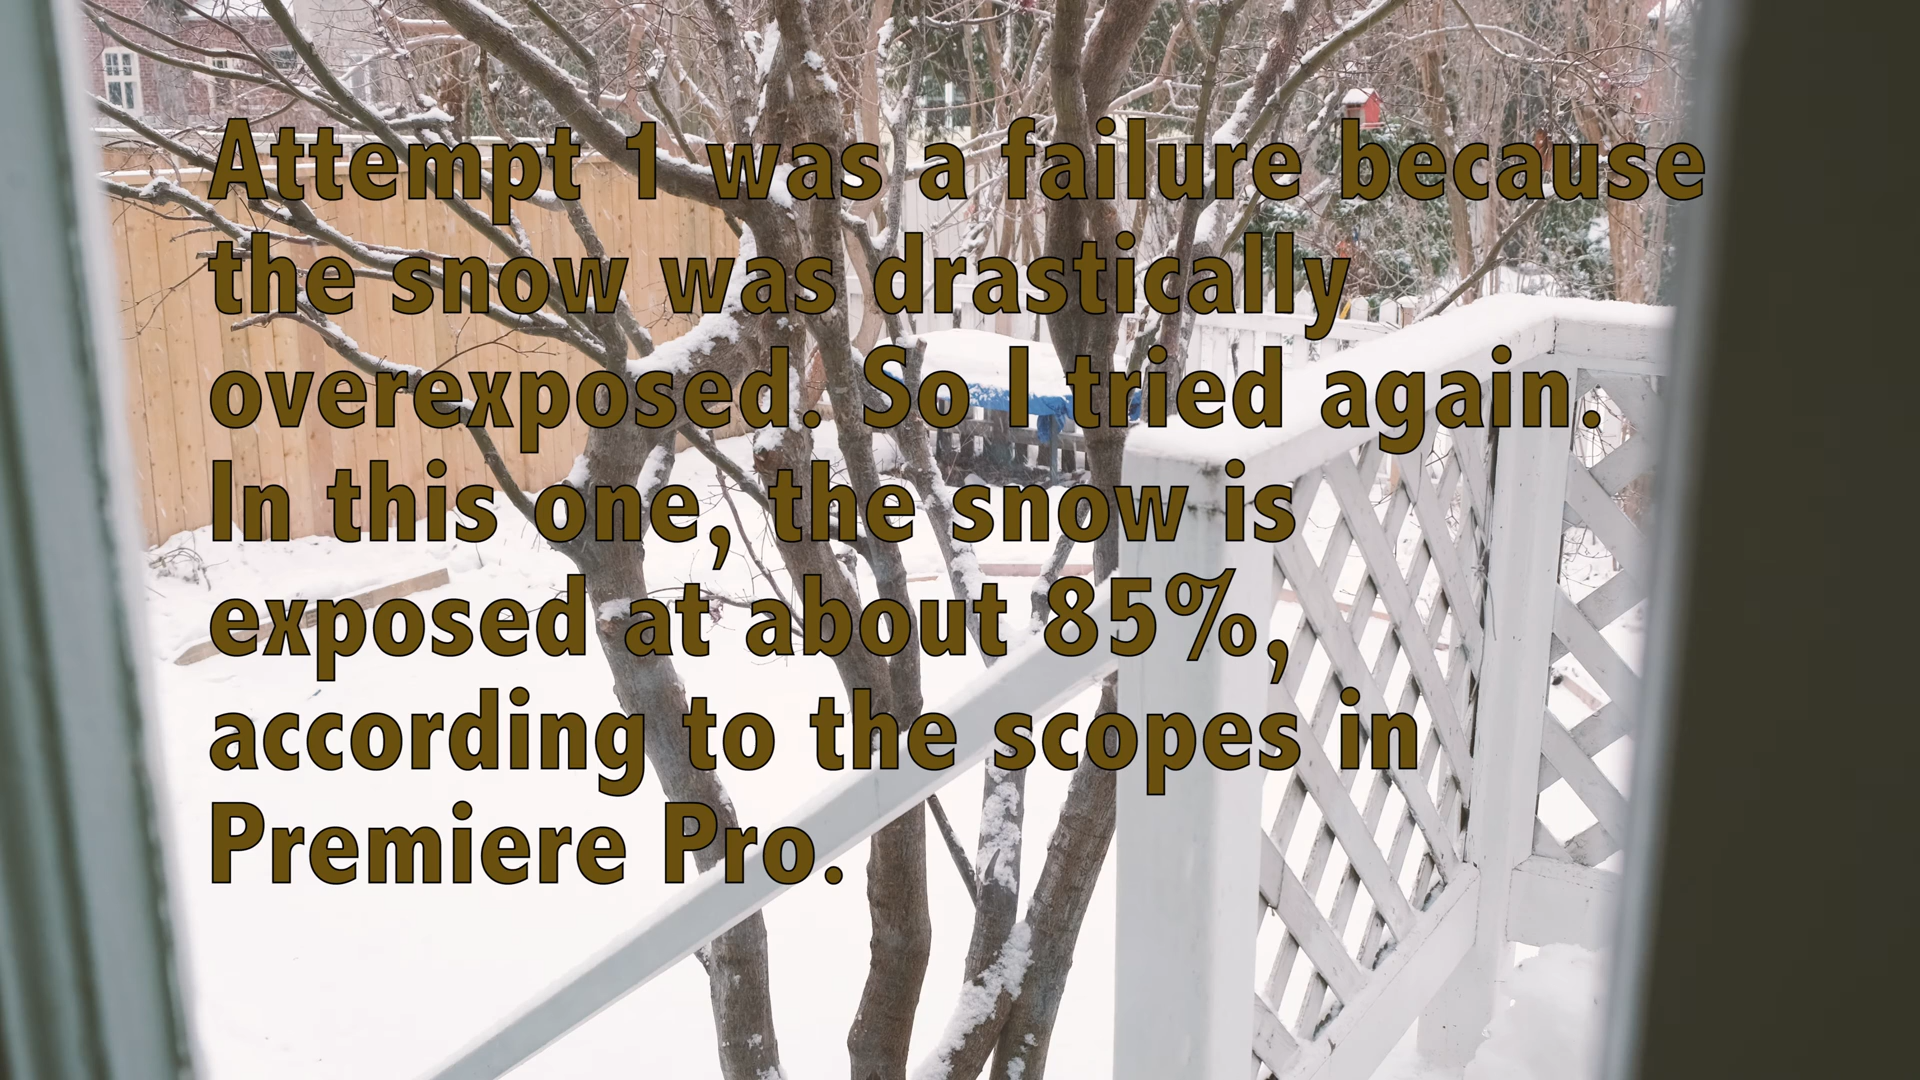 Attempt 1 was a failure because
the snow was drastically
overexposed. So I tried again.
In this one, the snow is
exposed at about 85%,
according to the scopes in
Premiere Pro.